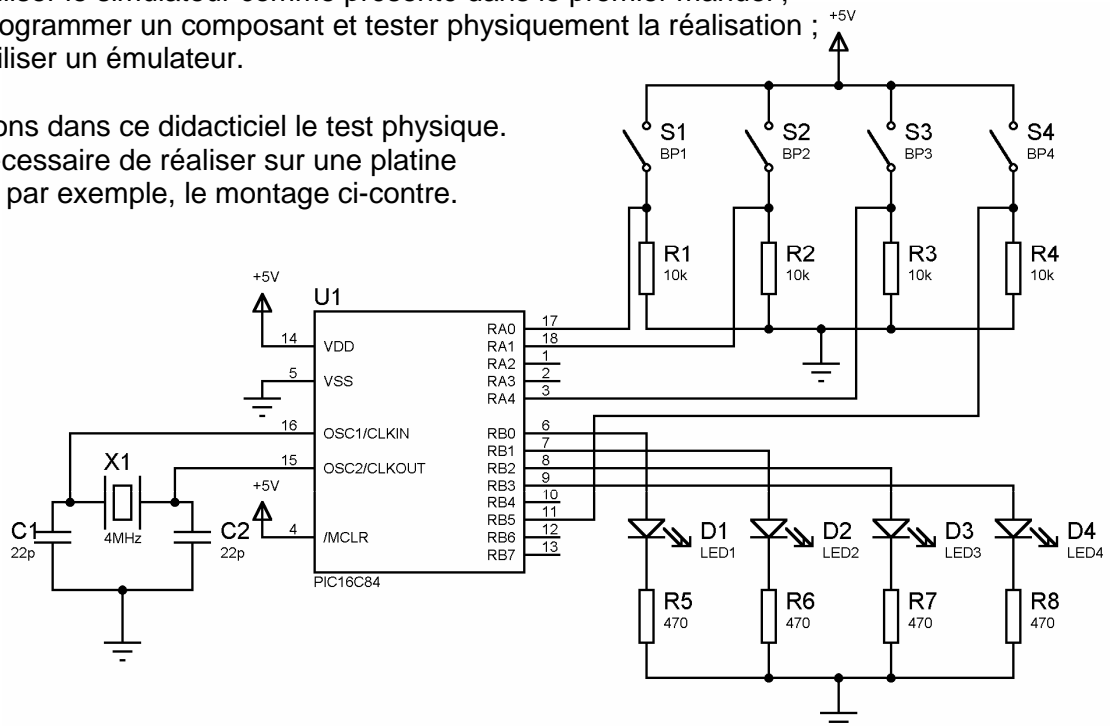 liser le simulateur comme présenté dans le premier manuel ;
ogrammer un composant et tester physiquement la réalisation ;
iliser un émulateur.
ons dans ce didacticiel le test physique.
cessaire de réaliser sur une platine
par exemple, le montage ci-contre.
+5V
S1
BP1
S2
BP2
S3
BP3
S4
BP4
R1
10k
R2
10k
R3
10k
R4
10k
+5V
U1
14 VDD
5 VSS
16 OSC1/CLKIN
15 OSC2/CLKOUT
+5V
4 /MCLR
RA0 17
RA1 18
RA2 1
RA3 2
RA4 3
RB0 6
RB1 7
RB2 8
RB3 9
RB4 10
RB5 11
RB6 12
RB7 13
PIC16C84
X1
4MHz
C1
22p
C2
22p
D1
LED1
D2
LED2
D3
LED3
D4
LED4
R5
470
R6
470
R7
470
R8
470